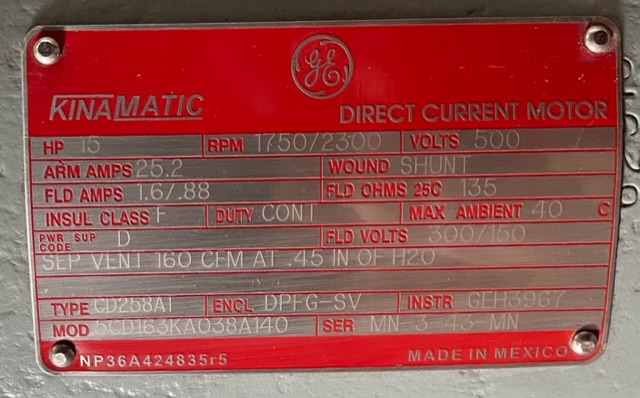 GE
KINAMATIC DIRECT CURRENT MOTOR
HP 15 RPM 1750/2300 VOLTS 500 /
ARM AMPS 25.2 WOUND SHUNT
FLD AMPS 1.6/.88 FLD OHMS 25C 135
INSUL CLASS F DUTY CONT MAX AMBIENT 40 C
PWR SUP CODE D FLD VOLTS 300/150
SEP VENT 160 CFM AT .45 IN OF H20
TYPE CD258AT ENCL DPFG-SV INSTR GEH3967
MOD 5CD163KA038A140 SER MN-3-43-MN
NP36A424835r5 MADE IN MEXICO